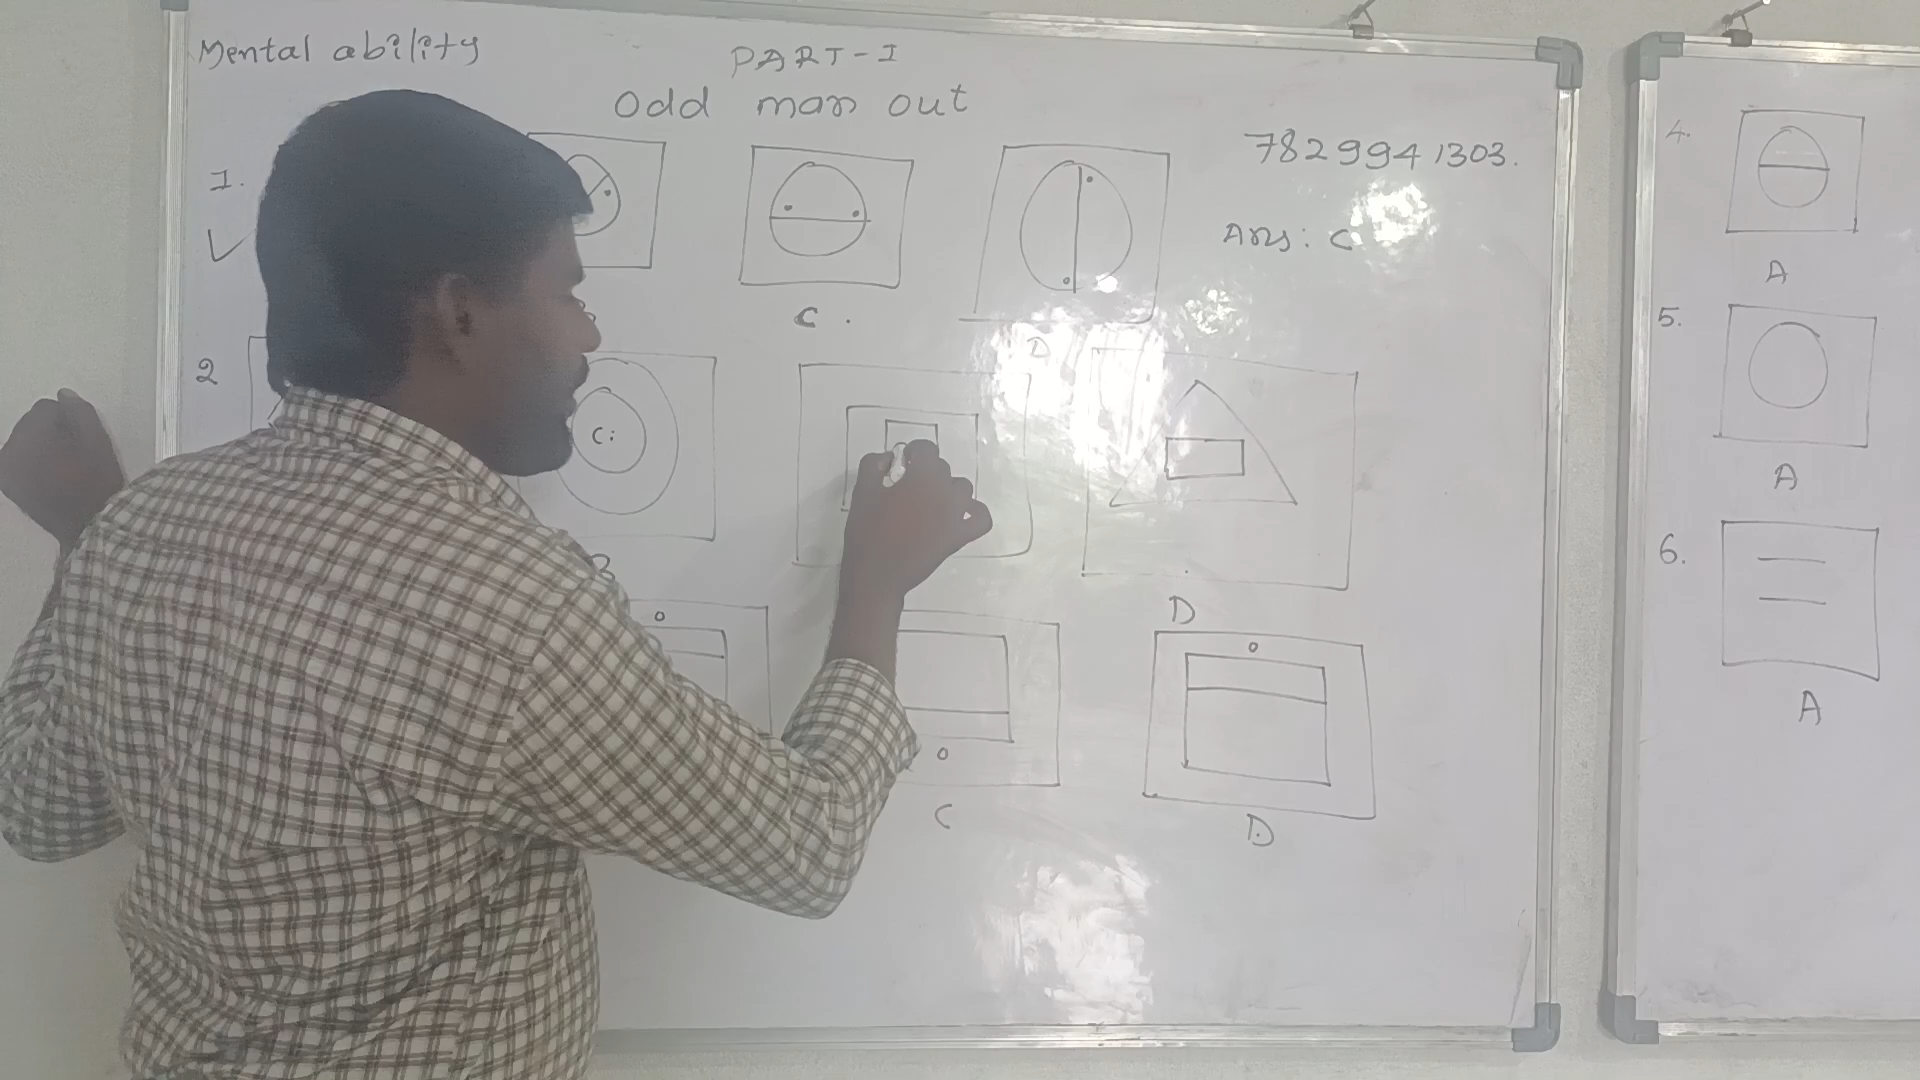 Mental ability
PART-I
Odd man out
7829941303.
1.
Ans: C
C.
D
2
C:
D
C
D
4.
A
5.
A
6.
A